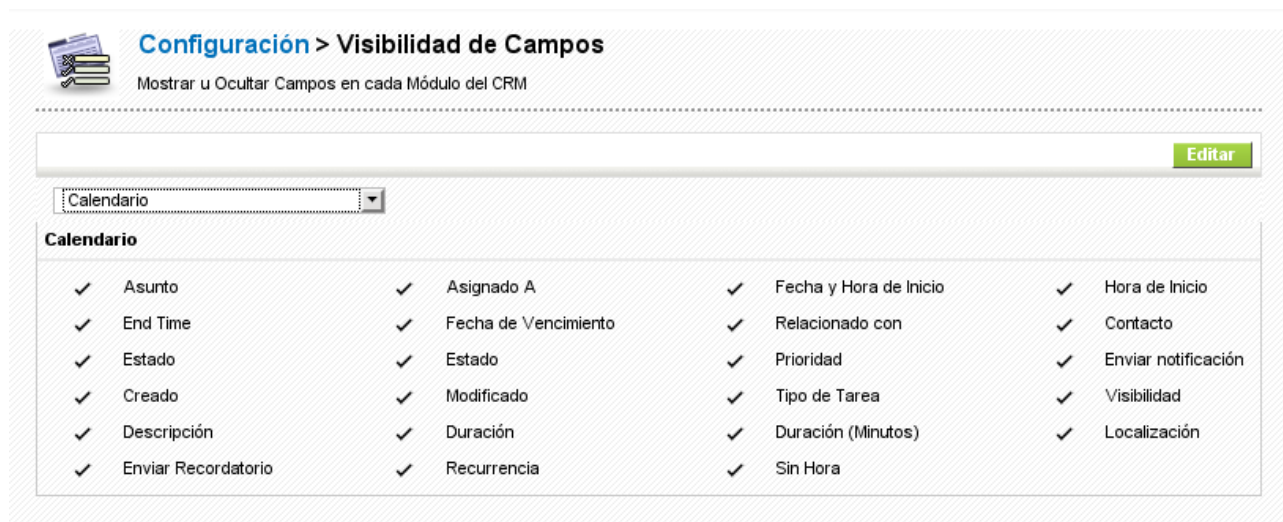 Configuración > Visibilidad de Campos
Mostrar u Ocultar Campos en cada Módulo del CRM
Editar
Calendario
Calendario
Asunto Asignado A Fecha y Hora de Inicio Hora de Inicio
End Time Fecha de Vencimiento Relacionado con Contacto
Estado Estado Prioridad Enviar notificación
Creado Modificado Tipo de Tarea Visibilidad
Descripción Duración Duración (Minutos) Localización
Enviar Recordatorio Recurrencia Sin Hora